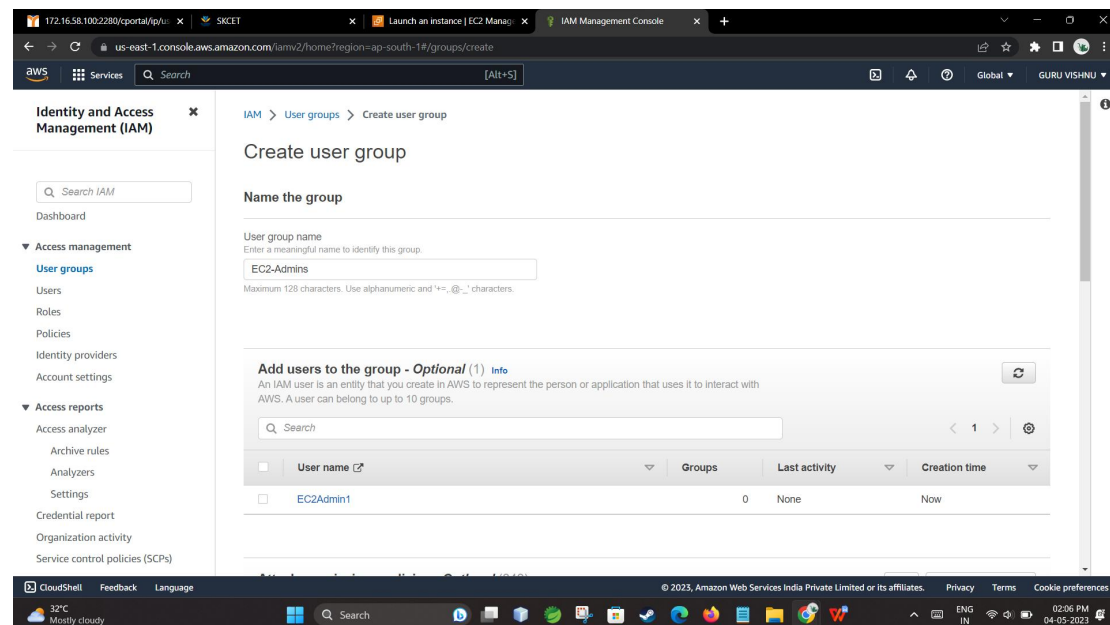 172.16.58.100:2280/cportal/ip/us
SKCET
Launch an instance | EC2 Manage
IAM Management Console
us-east-1.console.aws.amazon.com/iamv2/home?region=ap-south-1#/groups/create
aws
Services
Search
[Alt+S]
Global
GURU VISHNU
Identity and Access
Management (IAM)
Search IAM
Dashboard
Access management
User groups
Users
Roles
Policies
Identity providers
Account settings
Access reports
Access analyzer
Archive rules
Analyzers
Settings
Credential report
Organization activity
Service control policies (SCPs)
IAM > User groups > Create user group
Create user group
Name the group
User group name
Enter a meaningful name to identify this group.
EC2-Admins
Maximum 128 characters. Use alphanumeric and '+=,.@-_' characters.
Add users to the group - Optional (1) Info
An IAM user is an entity that you create in AWS to represent the person or application that uses it to interact with
AWS. A user can belong to up to 10 groups.
Search
< 1 >
User name Groups Last activity Creation time
EC2Admin1 0 None Now
CloudShell Feedback Language
© 2023, Amazon Web Services India Private Limited or its affiliates. Privacy Terms Cookie preferences
32°C
Mostly cloudy
Search
ENG
IN
02:06 PM
04-05-2023